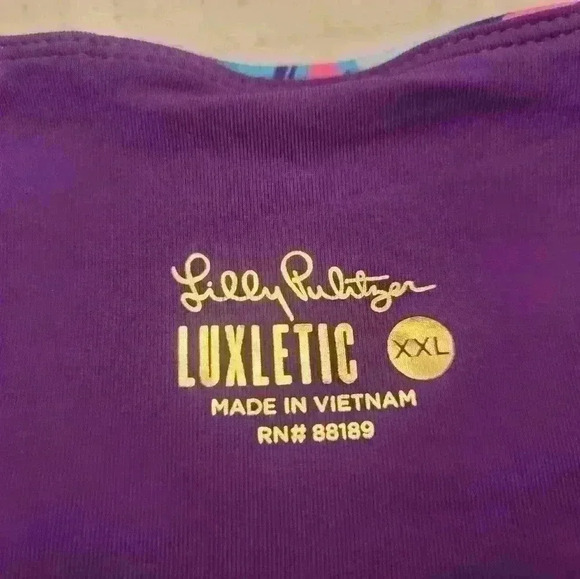 Lilly Pulitzer
LUXLETIC XXL
MADE IN VIETNAM
RN# 88189